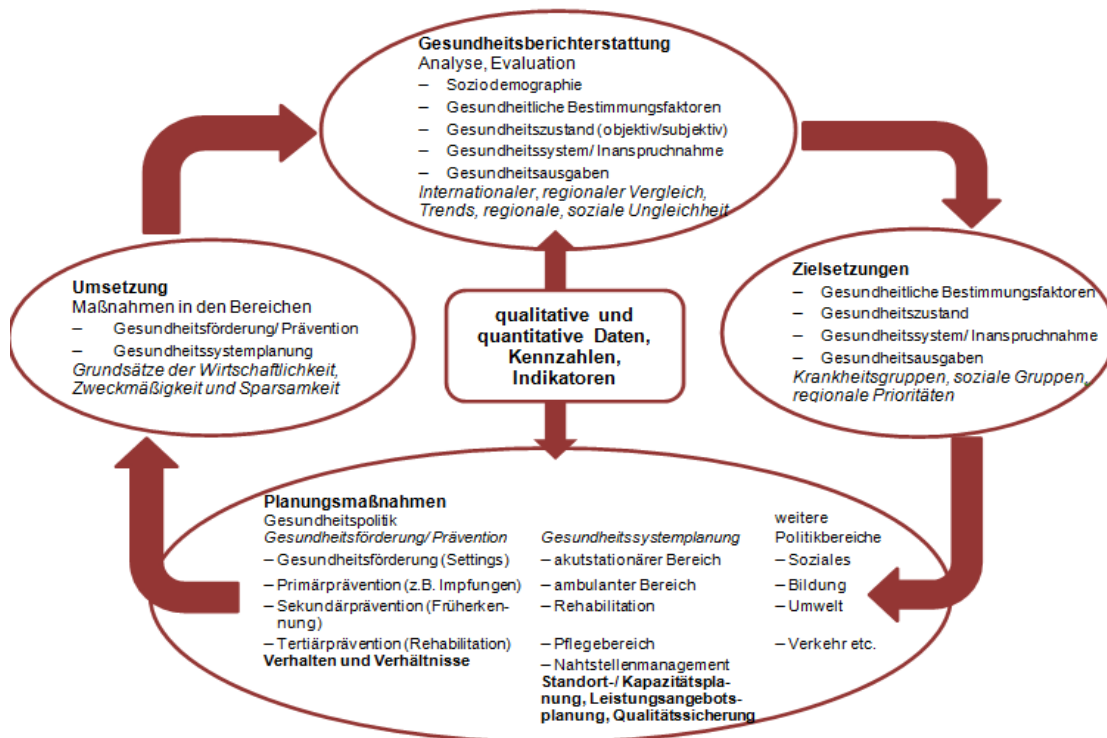 Gesundheitsberichterstattung
Analyse, Evaluation
– Soziodemographie
– Gesundheitliche Bestimmungsfaktoren
– Gesundheitszustand (objektiv/subjektiv)
– Gesundheitssystem/ Inanspruchnahme
– Gesundheitsausgaben
Internationaler, regionaler Vergleich,
Trends, regionale, soziale Ungleichheit
Zielsetzungen
– Gesundheitliche Bestimmungsfaktoren
– Gesundheitszustand
– Gesundheitssystem/ Inanspruchnahme
– Gesundheitsausgaben
Krankheitsgruppen, soziale Gruppen,
regionale Prioritäten
Umsetzung
Maßnahmen in den Bereichen
– Gesundheitsförderung/ Prävention
– Gesundheitssystemplanung
Grundsätze der Wirtschaftlichkeit,
Zweckmäßigkeit und Sparsamkeit
qualitative und
quantitative Daten,
Kennzahlen,
Indikatoren
Planungsmaßnahmen
Gesundheitspolitik
Gesundheitsförderung/ Prävention
– Gesundheitsförderung (Settings)
– Primärprävention (z.B. Impfungen)
– Sekundärprävention (Früherken-
nung)
– Tertiärprävention (Rehabilitation)
Verhalten und Verhältnisse
Gesundheitssystemplanung
– akutstationärer Bereich
– ambulanter Bereich
– Rehabilitation
– Pflegebereich
– Nahtstellenmanagement
Standort-/ Kapazitätspla-
nung, Leistungsangebots-
planung, Qualitätssicherung
weitere
Politikbereiche
– Soziales
– Bildung
– Umwelt
– Verkehr etc.